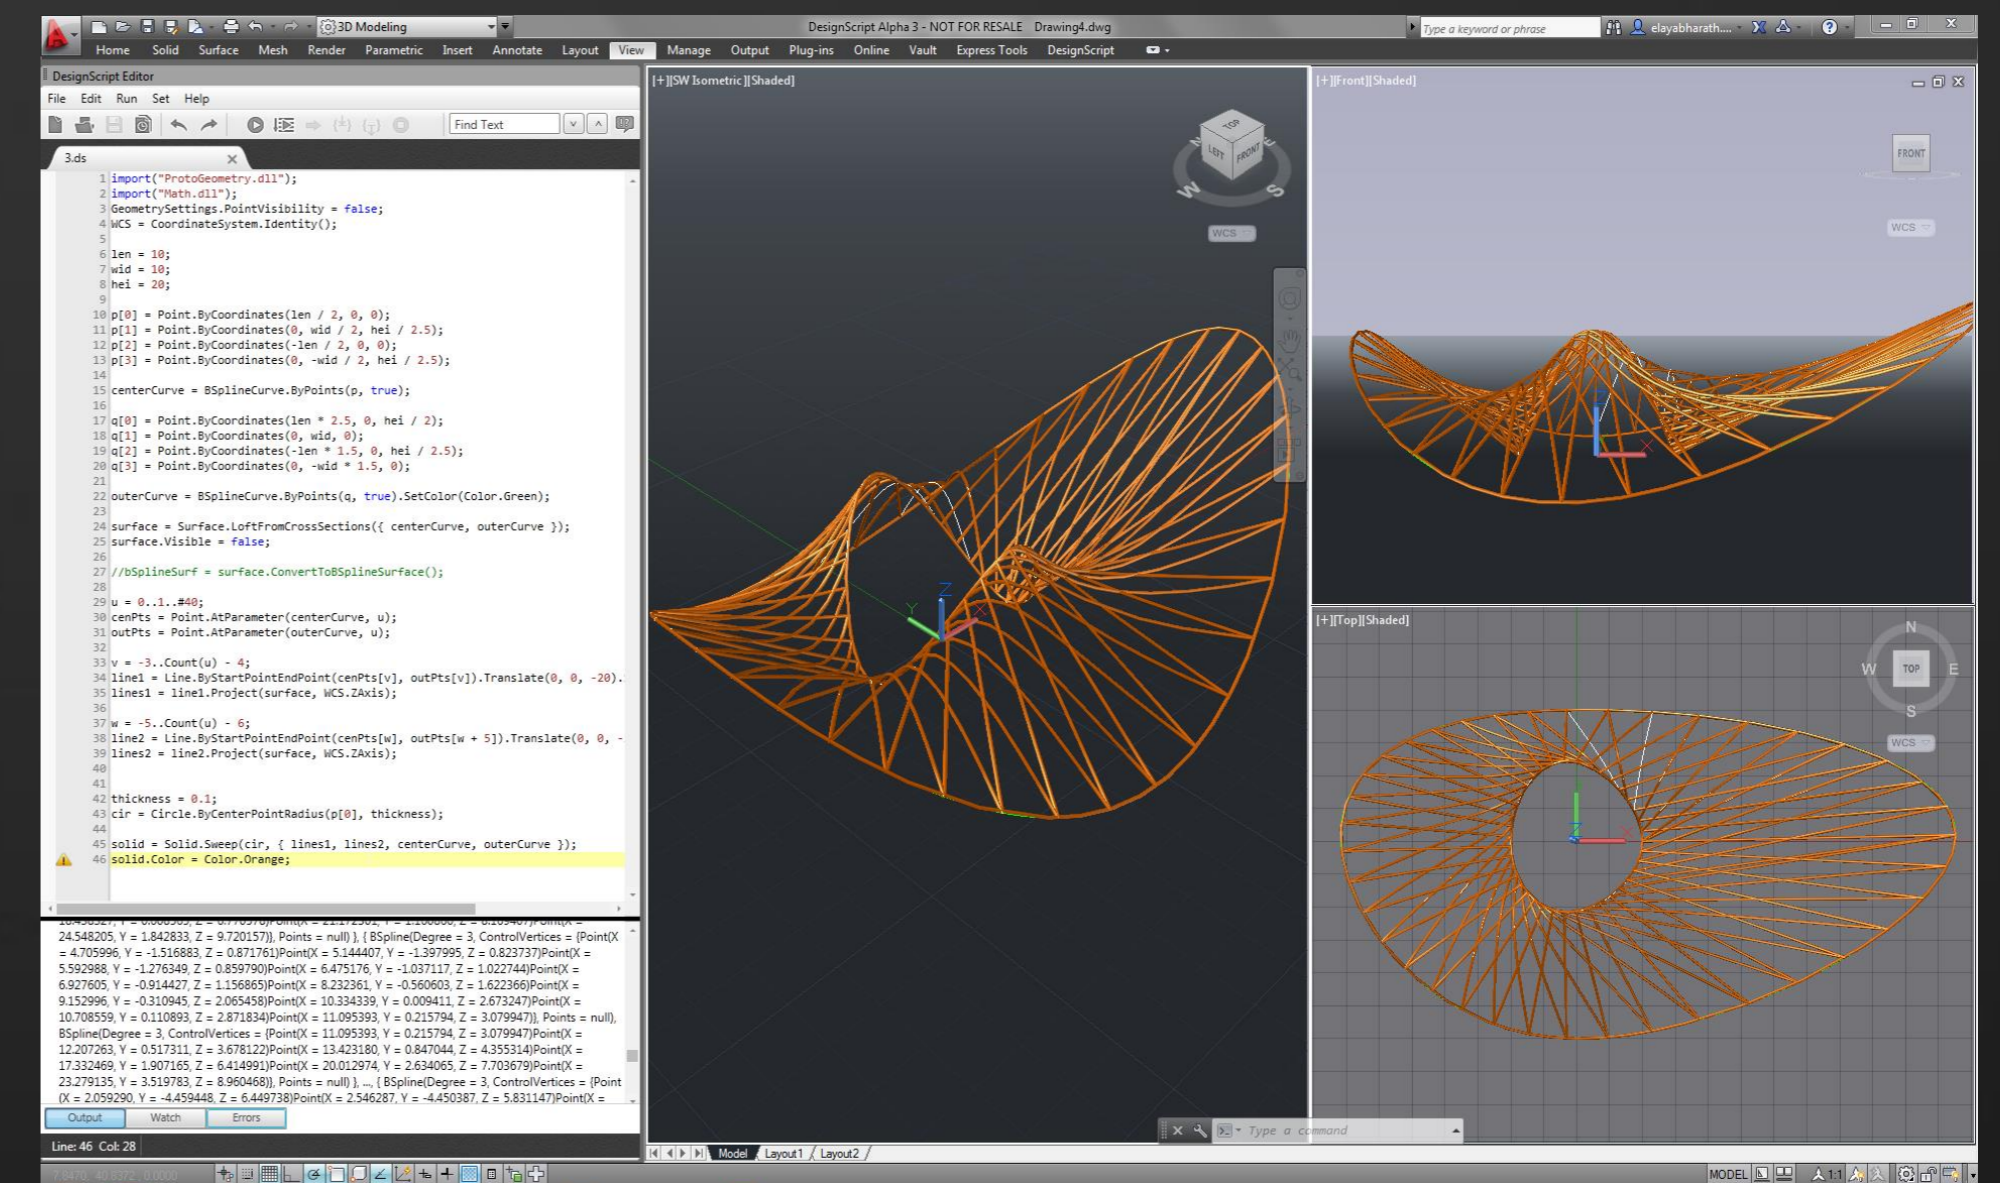 3D Modeling
DesignScript Alpha 3 - NOT FOR RESALE Drawing4.dwg
Type a keyword or phrase
elayabharath....
Home Solid Surface Mesh Render Parametric Insert Annotate Layout View Manage Output Plug-ins Online Vault Express Tools DesignScript
DesignScript Editor
File Edit Run Set Help
Find Text
3.ds
1 import("ProtoGeometry.dll");
2 import("Math.dll");
3 GeometrySettings.PointVisibility = false;
4 WCS = CoordinateSystem.Identity();
5
6 len = 10;
7 wid = 10;
8 hei = 20;
9
10 p[0] = Point.ByCoordinates(len / 2, 0, 0);
11 p[1] = Point.ByCoordinates(0, wid / 2, hei / 2.5);
12 p[2] = Point.ByCoordinates(-len / 2, 0, 0);
13 p[3] = Point.ByCoordinates(0, -wid / 2, hei / 2.5);
14
15 centerCurve = BSplineCurve.ByPoints(p, true);
16
17 q[0] = Point.ByCoordinates(len * 2.5, 0, hei / 2);
18 q[1] = Point.ByCoordinates(0, wid, 0);
19 q[2] = Point.ByCoordinates(-len * 1.5, 0, hei / 2.5);
20 q[3] = Point.ByCoordinates(0, -wid * 1.5, 0);
21
22 outerCurve = BSplineCurve.ByPoints(q, true).SetColor(Color.Green);
23
24 surface = Surface.LoftFromCrossSections({ centerCurve, outerCurve });
25 surface.Visible = false;
26
27 //bSplineSurf = surface.ConvertToBSplineSurface();
28
29 u = 0..1..#40;
30 cenPts = Point.AtParameter(centerCurve, u);
31 outPts = Point.AtParameter(outerCurve, u);
32
33 v = -3..Count(u) - 4;
34 line1 = Line.ByStartPointEndPoint(cenPts[v], outPts[v]).Translate(0, 0, -20).
35 lines1 = line1.Project(surface, WCS.ZAxis);
36
37 w = -5..Count(u) - 6;
38 line2 = Line.ByStartPointEndPoint(cenPts[w], outPts[w + 5]).Translate(0, 0, -
39 lines2 = line2.Project(surface, WCS.ZAxis);
40
41
42 thickness = 0.1;
43 cir = Circle.ByCenterPointRadius(p[0], thickness);
44
45 solid = Solid.Sweep(cir, { lines1, lines2, centerCurve, outerCurve });
46 solid.Color = Color.Orange;
24.548205, Y = 1.842833, Z = 9.720157)}, Points = null) }, { BSpline(Degree = 3, ControlVertices = {Point(X
= 4.705996, Y = -1.516883, Z = 0.871761)Point(X = 5.144407, Y = -1.397995, Z = 0.823737)Point(X =
5.592988, Y = -1.276349, Z = 0.859790)Point(X = 6.475176, Y = -1.037117, Z = 1.022744)Point(X =
6.927605, Y = -0.914427, Z = 1.156865)Point(X = 8.232361, Y = -0.560603, Z = 1.622366)Point(X =
9.152996, Y = -0.310945, Z = 2.065458)Point(X = 10.334339, Y = 0.009411, Z = 2.673247)Point(X =
10.708559, Y = 0.110893, Z = 2.871834)Point(X = 11.095393, Y = 0.215794, Z = 3.079947)}, Points = null),
BSpline(Degree = 3, ControlVertices = {Point(X = 11.095393, Y = 0.215794, Z = 3.079947)Point(X =
12.207263, Y = 0.517311, Z = 3.678122)Point(X = 13.423180, Y = 0.847044, Z = 4.355314)Point(X =
17.332469, Y = 1.907165, Z = 6.414991)Point(X = 20.012974, Y = 2.634065, Z = 7.703679)Point(X =
23.279135, Y = 3.519783, Z = 8.960468)}, Points = null) }, ..., { BSpline(Degree = 3, ControlVertices = {Point
(X = 2.059290, Y = -4.459448, Z = 6.449738)Point(X = 2.546287, Y = -4.450387, Z = 5.831147)Point(X =
Output Watch Errors
Line: 46 Col: 28
[+][SW Isometric][Shaded]
TOP
LEFT FRONT
N E
W S
WCS
Z
Y X
[+][Front][Shaded]
FRONT
WCS
X
[+][Top][Shaded]
N
W TOP E
S
WCS
X
Z
Type a command
Model Layout1 Layout2
MODEL 1:1